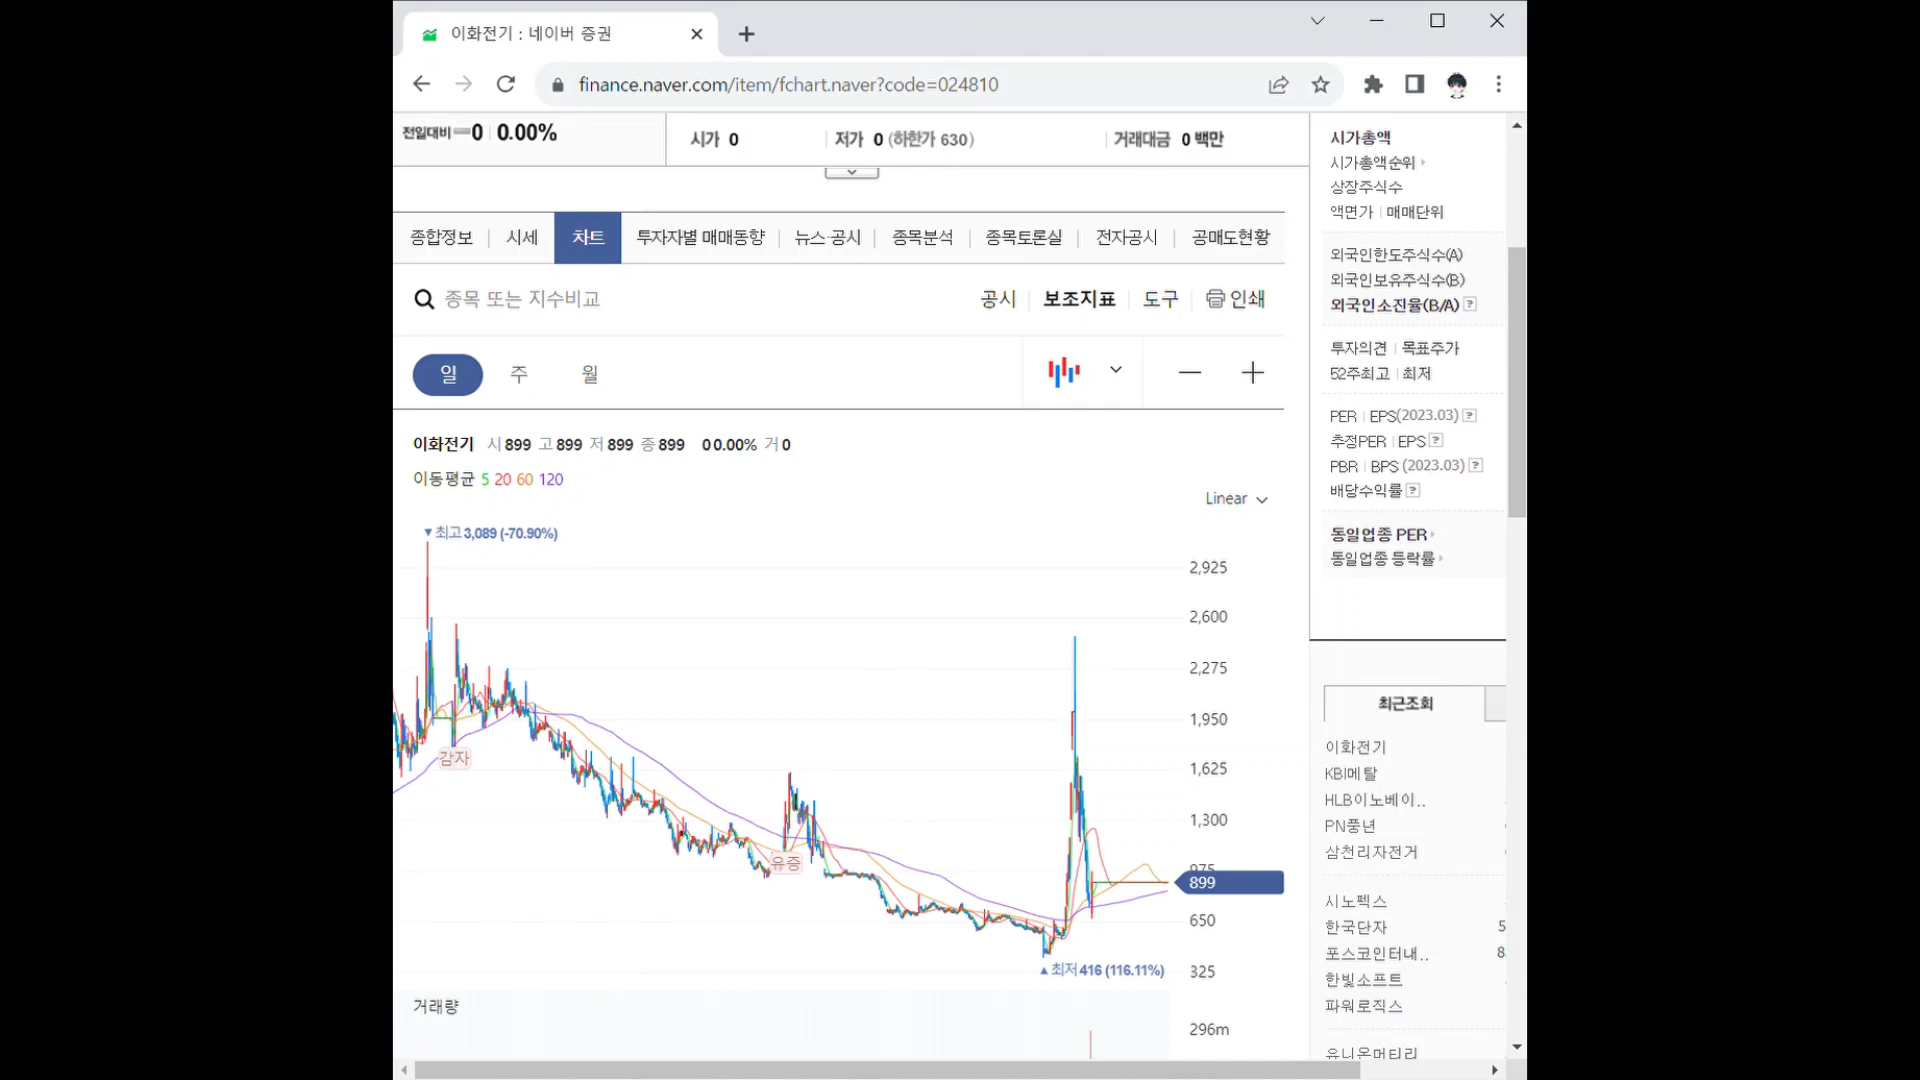 이화전기 : 네이버 증권
finance.naver.com/item/fchart.naver?code=024810
전일대비 0 0.00%
시가 0 저가 0 (하한가 630) 거래대금 0 백만
종합정보 시세 차트 투자자별 매매동향 뉴스·공시 종목분석 종목토론실 전자공시 공매도현황
종목 또는 지수비교 공시 보조지표 도구 인쇄
일 주 월
이화전기 시 899 고 899 저 899 종 899 0 0.00% 거 0
이동평균 5 20 60 120
Linear
▼최고 3,089 (-70.90%)
2,925
2,600
2,275
1,950
1,625
1,300
975
899
650
325
감자
유증
▲최저 416 (116.11%)
거래량
296m
시가총액
시가총액순위
상장주식수
액면가 매매단위
외국인한도주식수(A)
외국인보유주식수(B)
외국인소진율(B/A) ?
투자의견 목표주가
52주최고 최저
PER EPS(2023.03) ?
추정PER EPS ?
PBR BPS (2023.03) ?
배당수익률 ?
동일업종 PER
동일업종 등락률
최근조회
이화전기
KBI메탈
HLB이노베이..
PN풍년
삼천리자전거
시노펙스
한국단자 5
포스코인터내.. 8
한빛소프트
파워로직스
유니온머티리